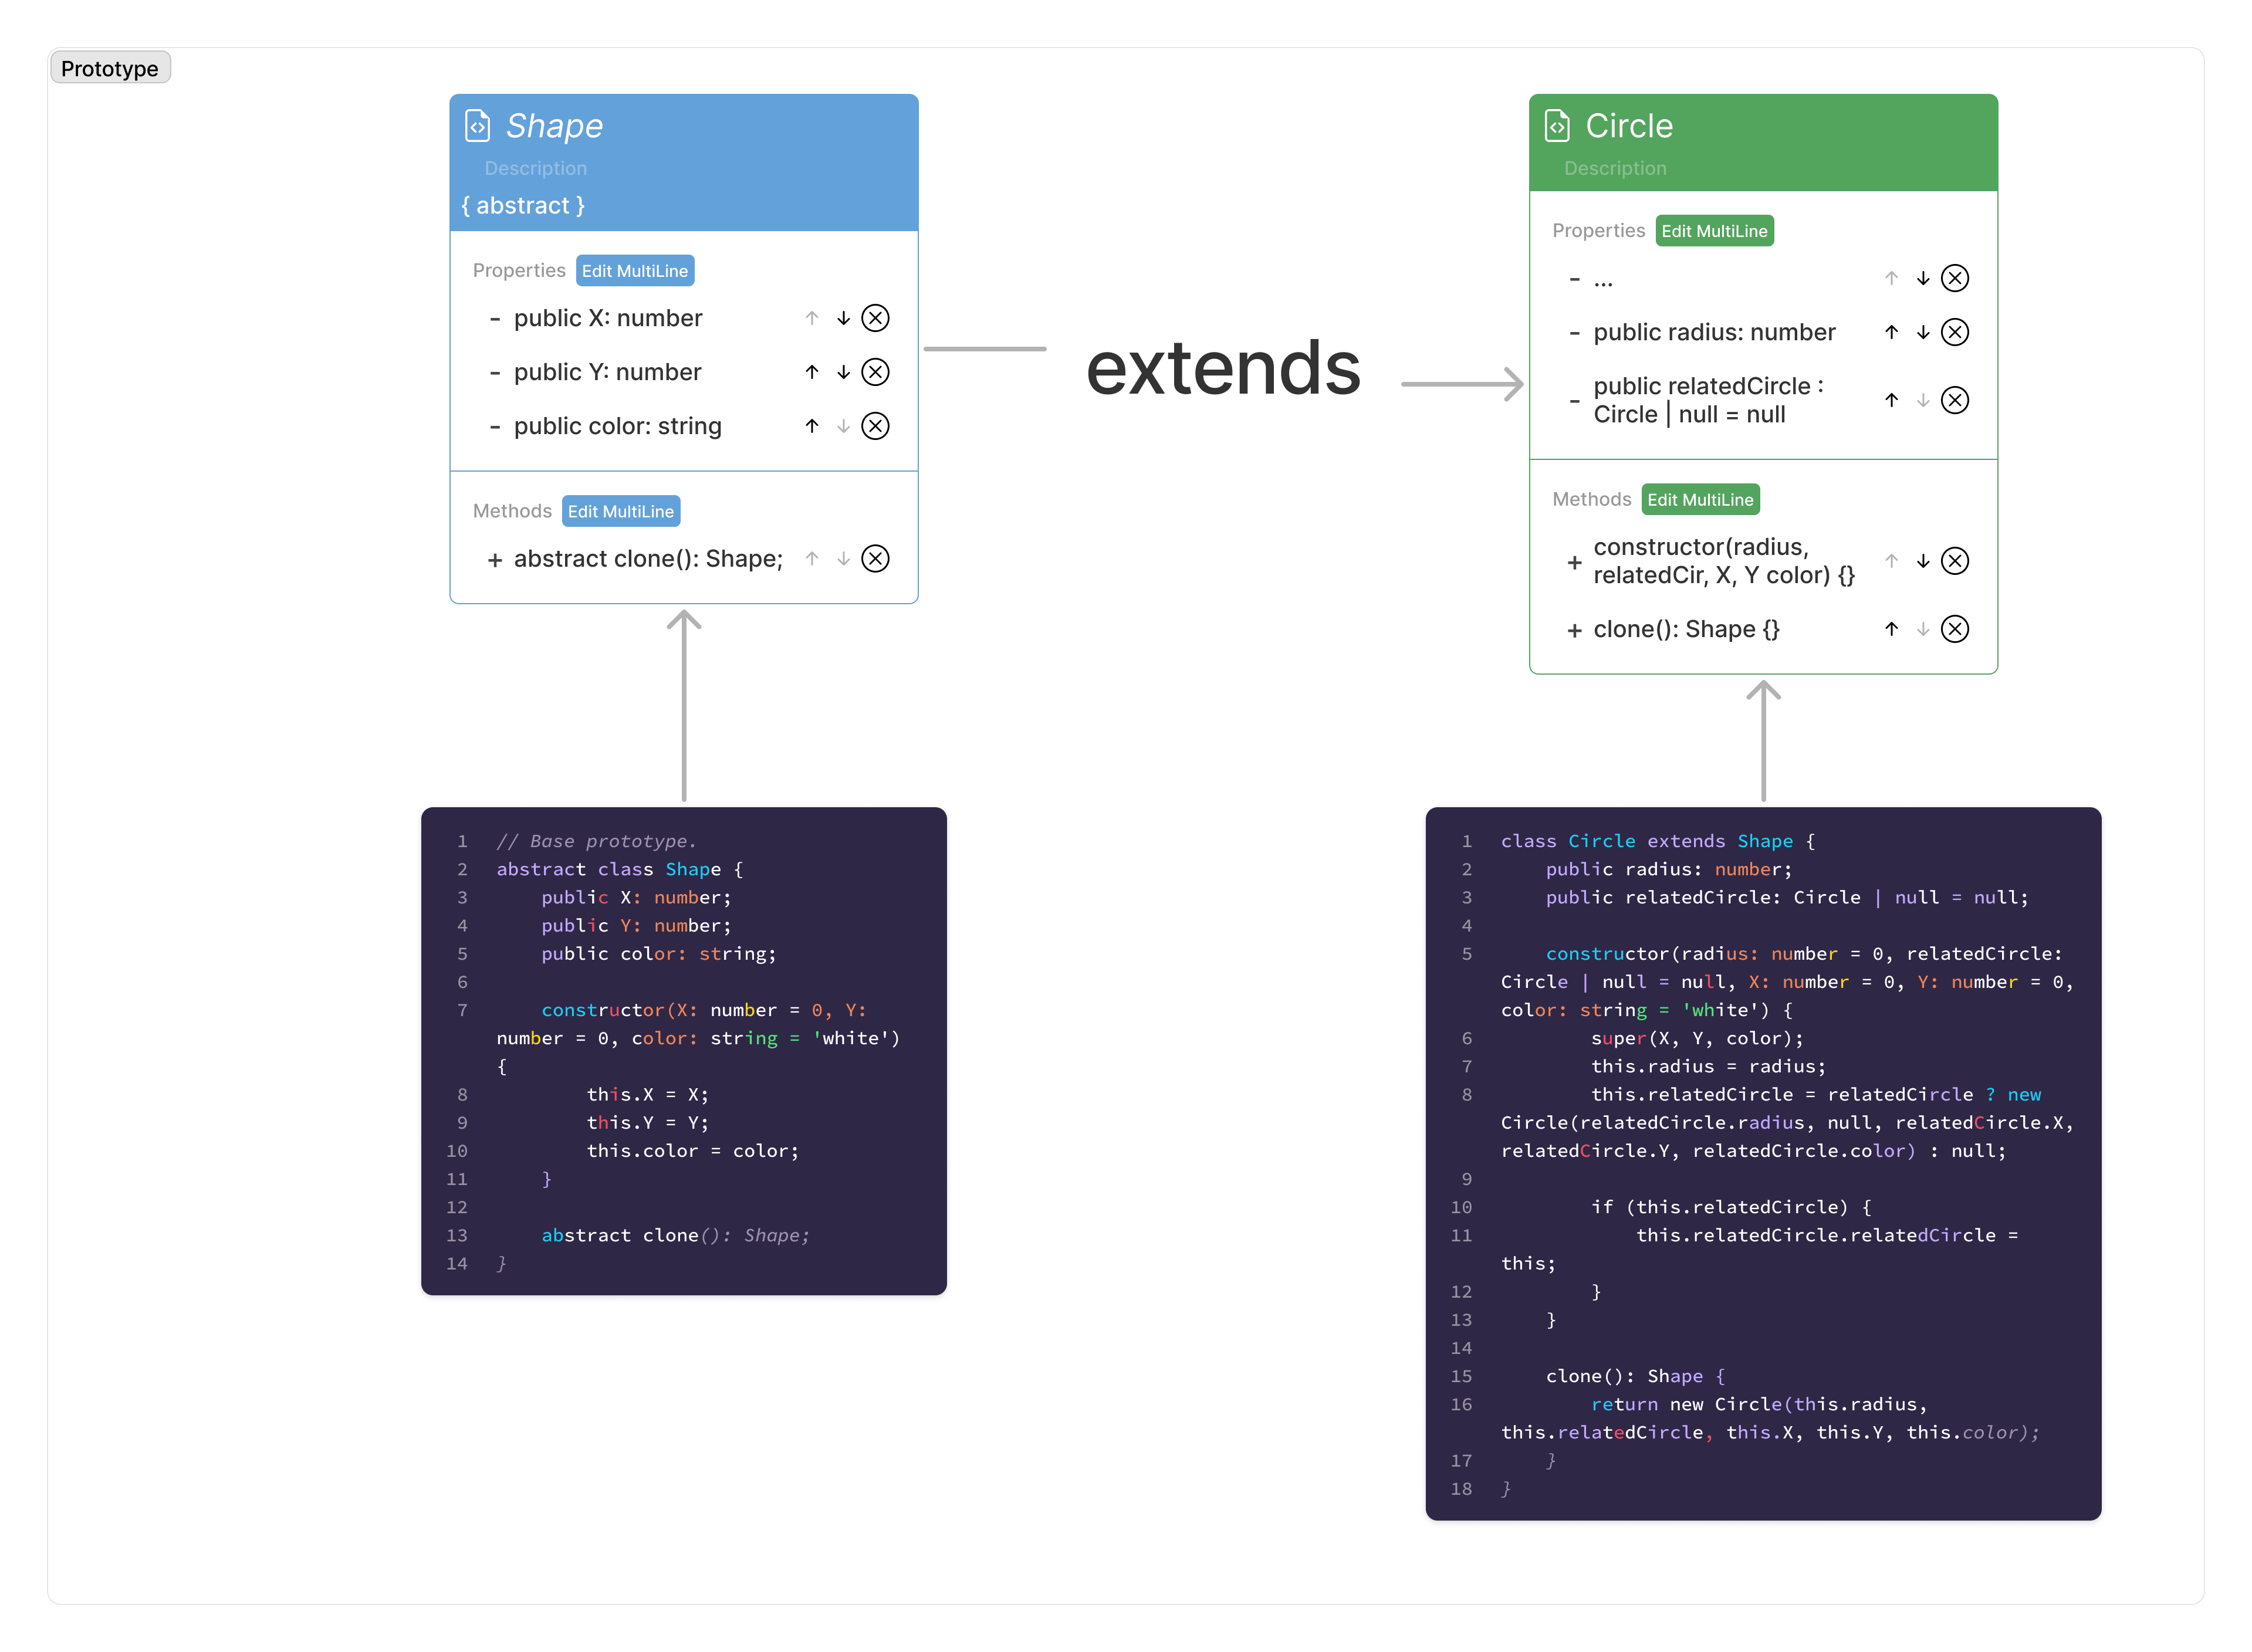 Prototype
Shape
Description
{ abstract }
Properties Edit MultiLine
- public X: number
- public Y: number
- public color: string
Methods Edit MultiLine
+ abstract clone(): Shape;
extends
Circle
Description
Properties Edit MultiLine
- ...
- public radius: number
- public relatedCircle :
Circle | null = null
Methods Edit MultiLine
+ constructor(radius,
relatedCir, X, Y color) {}
+ clone(): Shape {}
1 // Base prototype.
2 abstract class Shape {
3     public X: number;
4     public Y: number;
5     public color: string;
6
7     constructor(X: number = 0, Y:
number = 0, color: string = 'white')
{
8         this.X = X;
9         this.Y = Y;
10         this.color = color;
11     }
12
13     abstract clone(): Shape;
14 }
1 class Circle extends Shape {
2     public radius: number;
3     public relatedCircle: Circle | null = null;
4
5     constructor(radius: number = 0, relatedCircle:
Circle | null = null, X: number = 0, Y: number = 0,
color: string = 'white') {
6         super(X, Y, color);
7         this.radius = radius;
8         this.relatedCircle = relatedCircle ? new
Circle(relatedCircle.radius, null, relatedCircle.X,
relatedCircle.Y, relatedCircle.color) : null;
9
10         if (this.relatedCircle) {
11             this.relatedCircle.relatedCircle =
this;
12         }
13     }
14
15     clone(): Shape {
16         return new Circle(this.radius,
this.relatedCircle, this.X, this.Y, this.color);
17     }
18 }